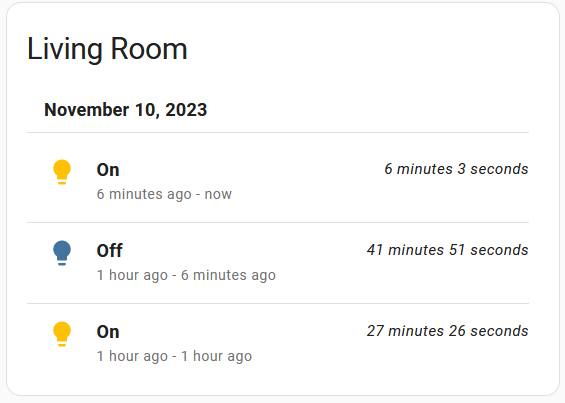 Living Room
November 10, 2023
On
6 minutes 3 seconds
6 minutes ago - now
Off
41 minutes 51 seconds
1 hour ago - 6 minutes ago
On
27 minutes 26 seconds
1 hour ago - 1 hour ago